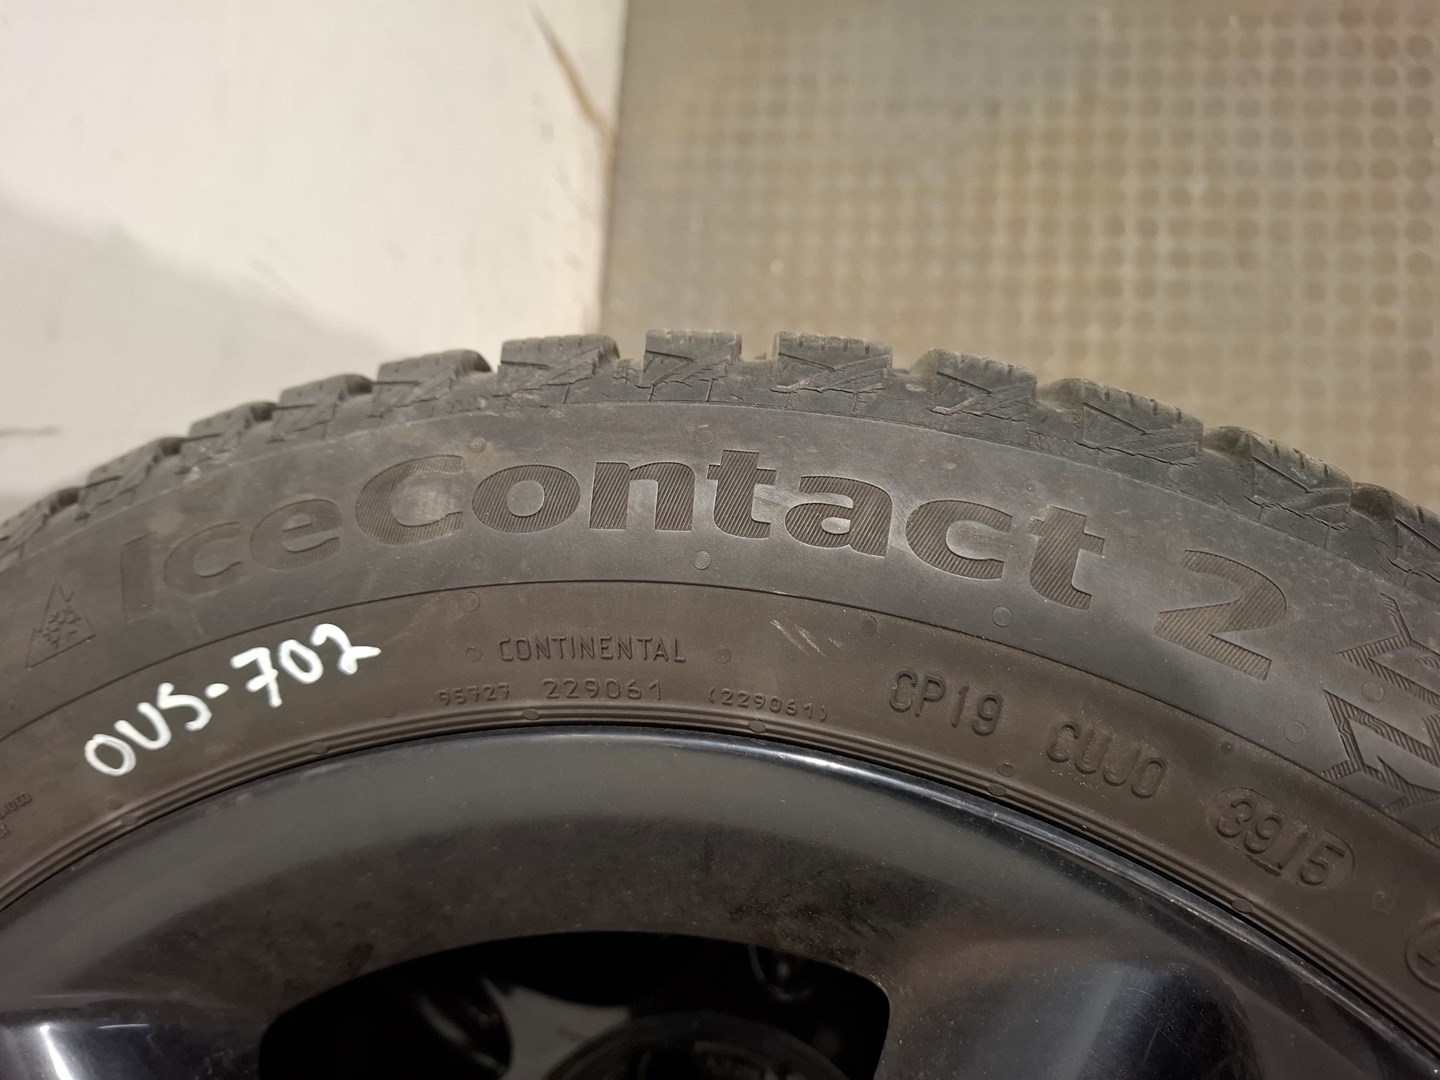 IceContact 2
OUS-702
CONTINENTAL
95727 229061 (229061)
CP19 CUJO 3915